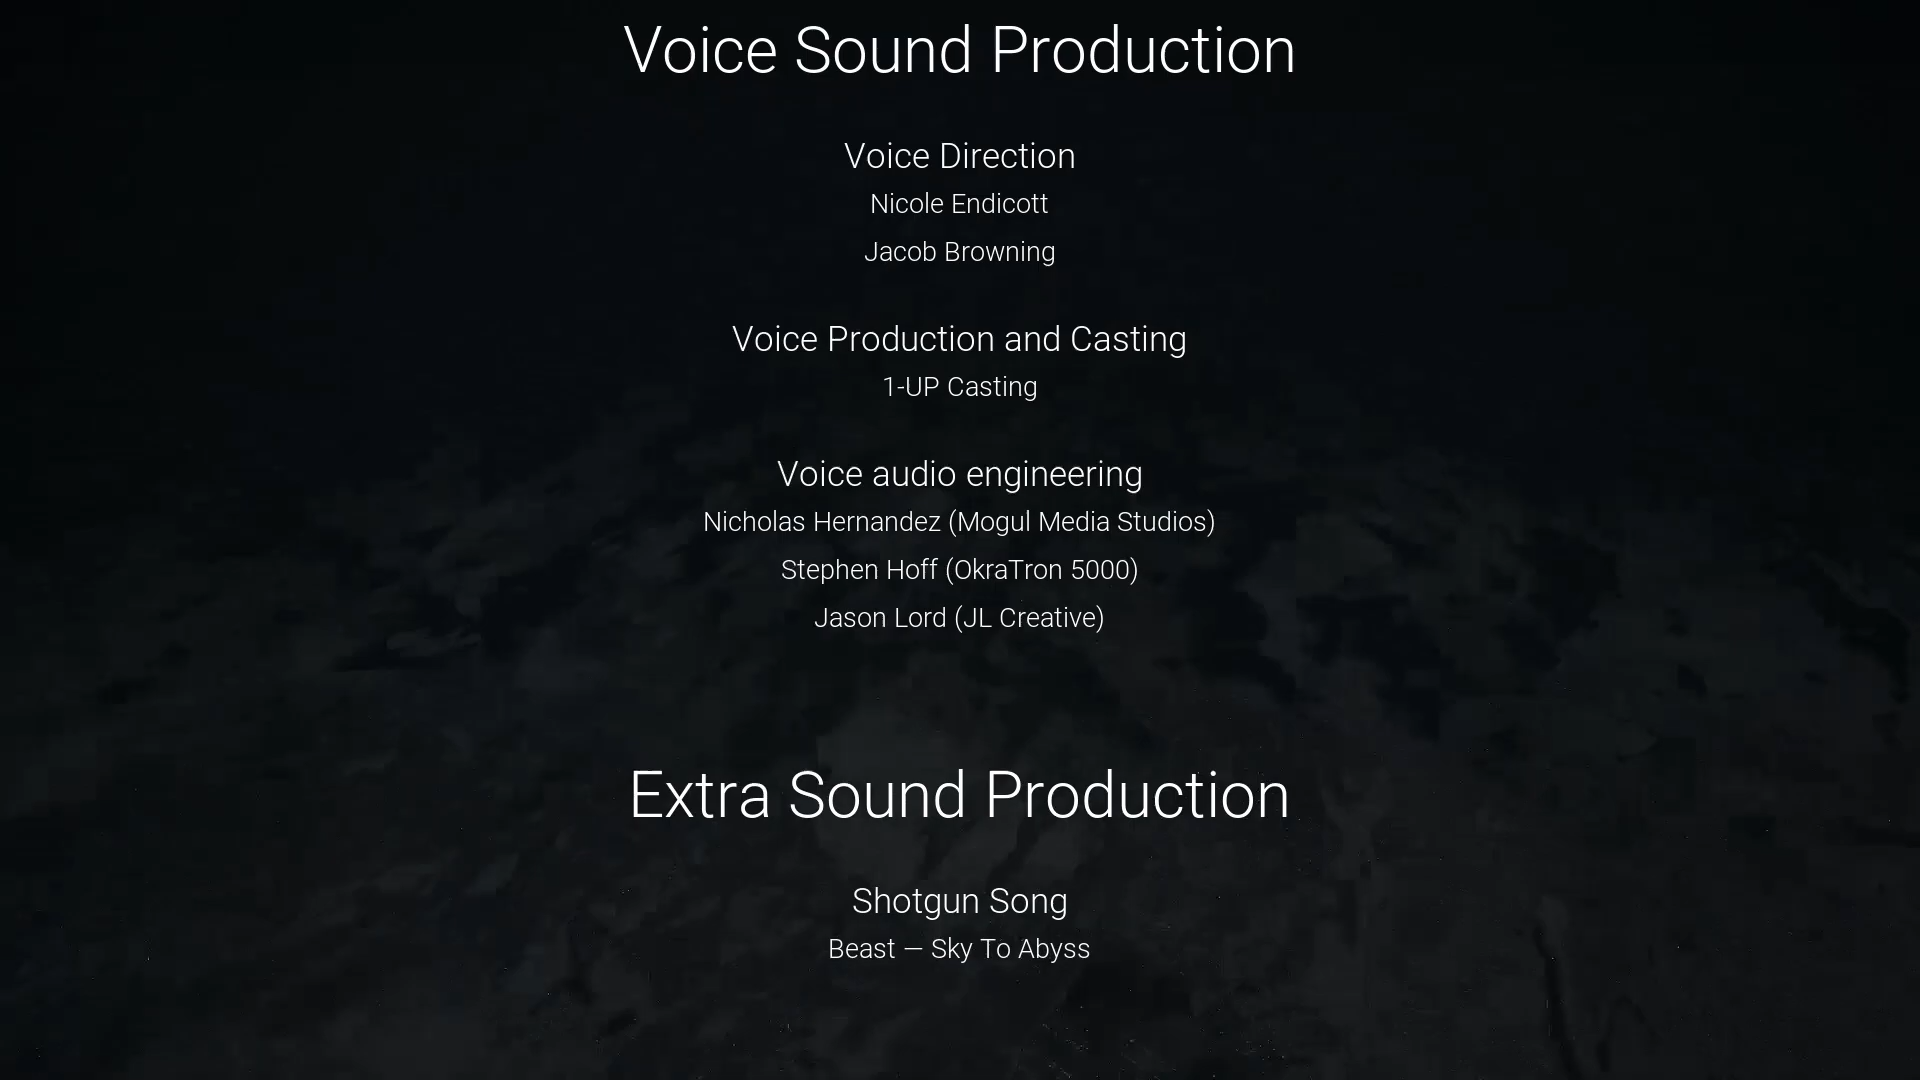 Voice Sound Production
Voice Direction
Nicole Endicott
Jacob Browning
Voice Production and Casting
1-UP Casting
Voice audio engineering
Nicholas Hernandez (Mogul Media Studios)
Stephen Hoff (OkraTron 5000)
Jason Lord (JL Creative)
Extra Sound Production
Shotgun Song
Beast — Sky To Abyss